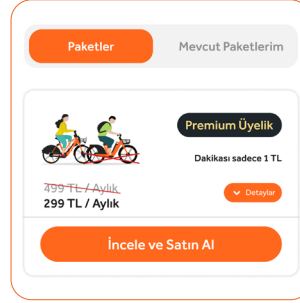 Paketler
Mevcut Paketlerim
Premium Üyelik
Dakikası sadece 1 TL
499 TL / Aylık
299 TL / Aylık
Detaylar
İncele ve Satın Al